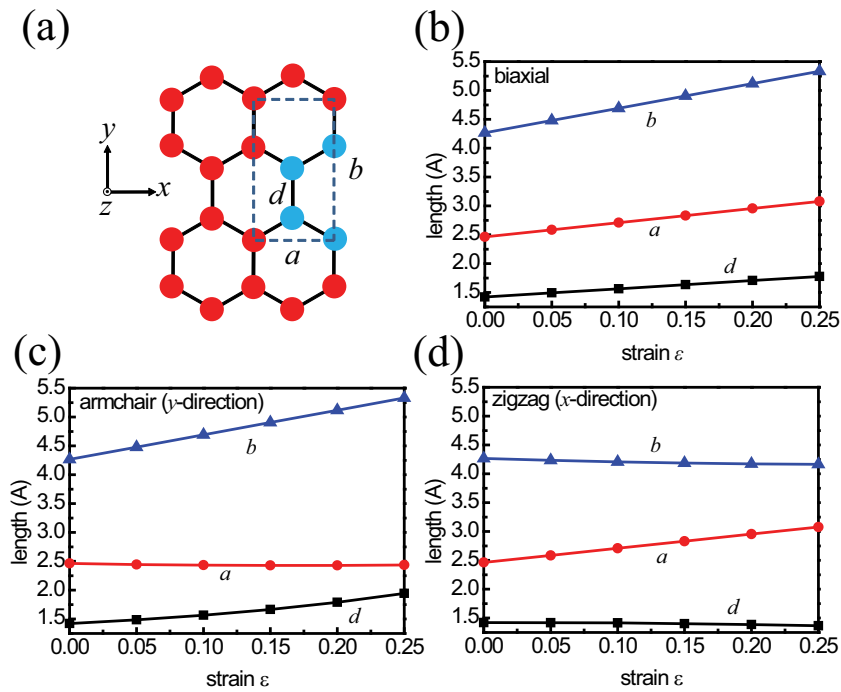 (a)
y
x
z
d
b
a
(b)
5.5
5.0
4.5
4.0
3.5
3.0
2.5
2.0
1.5
length (A)
biaxial
b
a
d
0.00 0.05 0.10 0.15 0.20 0.25
strain ε
(c)
5.5
5.0
4.5
4.0
3.5
3.0
2.5
2.0
1.5
length (A)
armchair (y-direction)
b
a
d
0.00 0.05 0.10 0.15 0.20 0.25
strain ε
(d)
5.5
5.0
4.5
4.0
3.5
3.0
2.5
2.0
1.5
length (A)
zigzag (x-direction)
b
a
d
0.00 0.05 0.10 0.15 0.20 0.25
strain ε